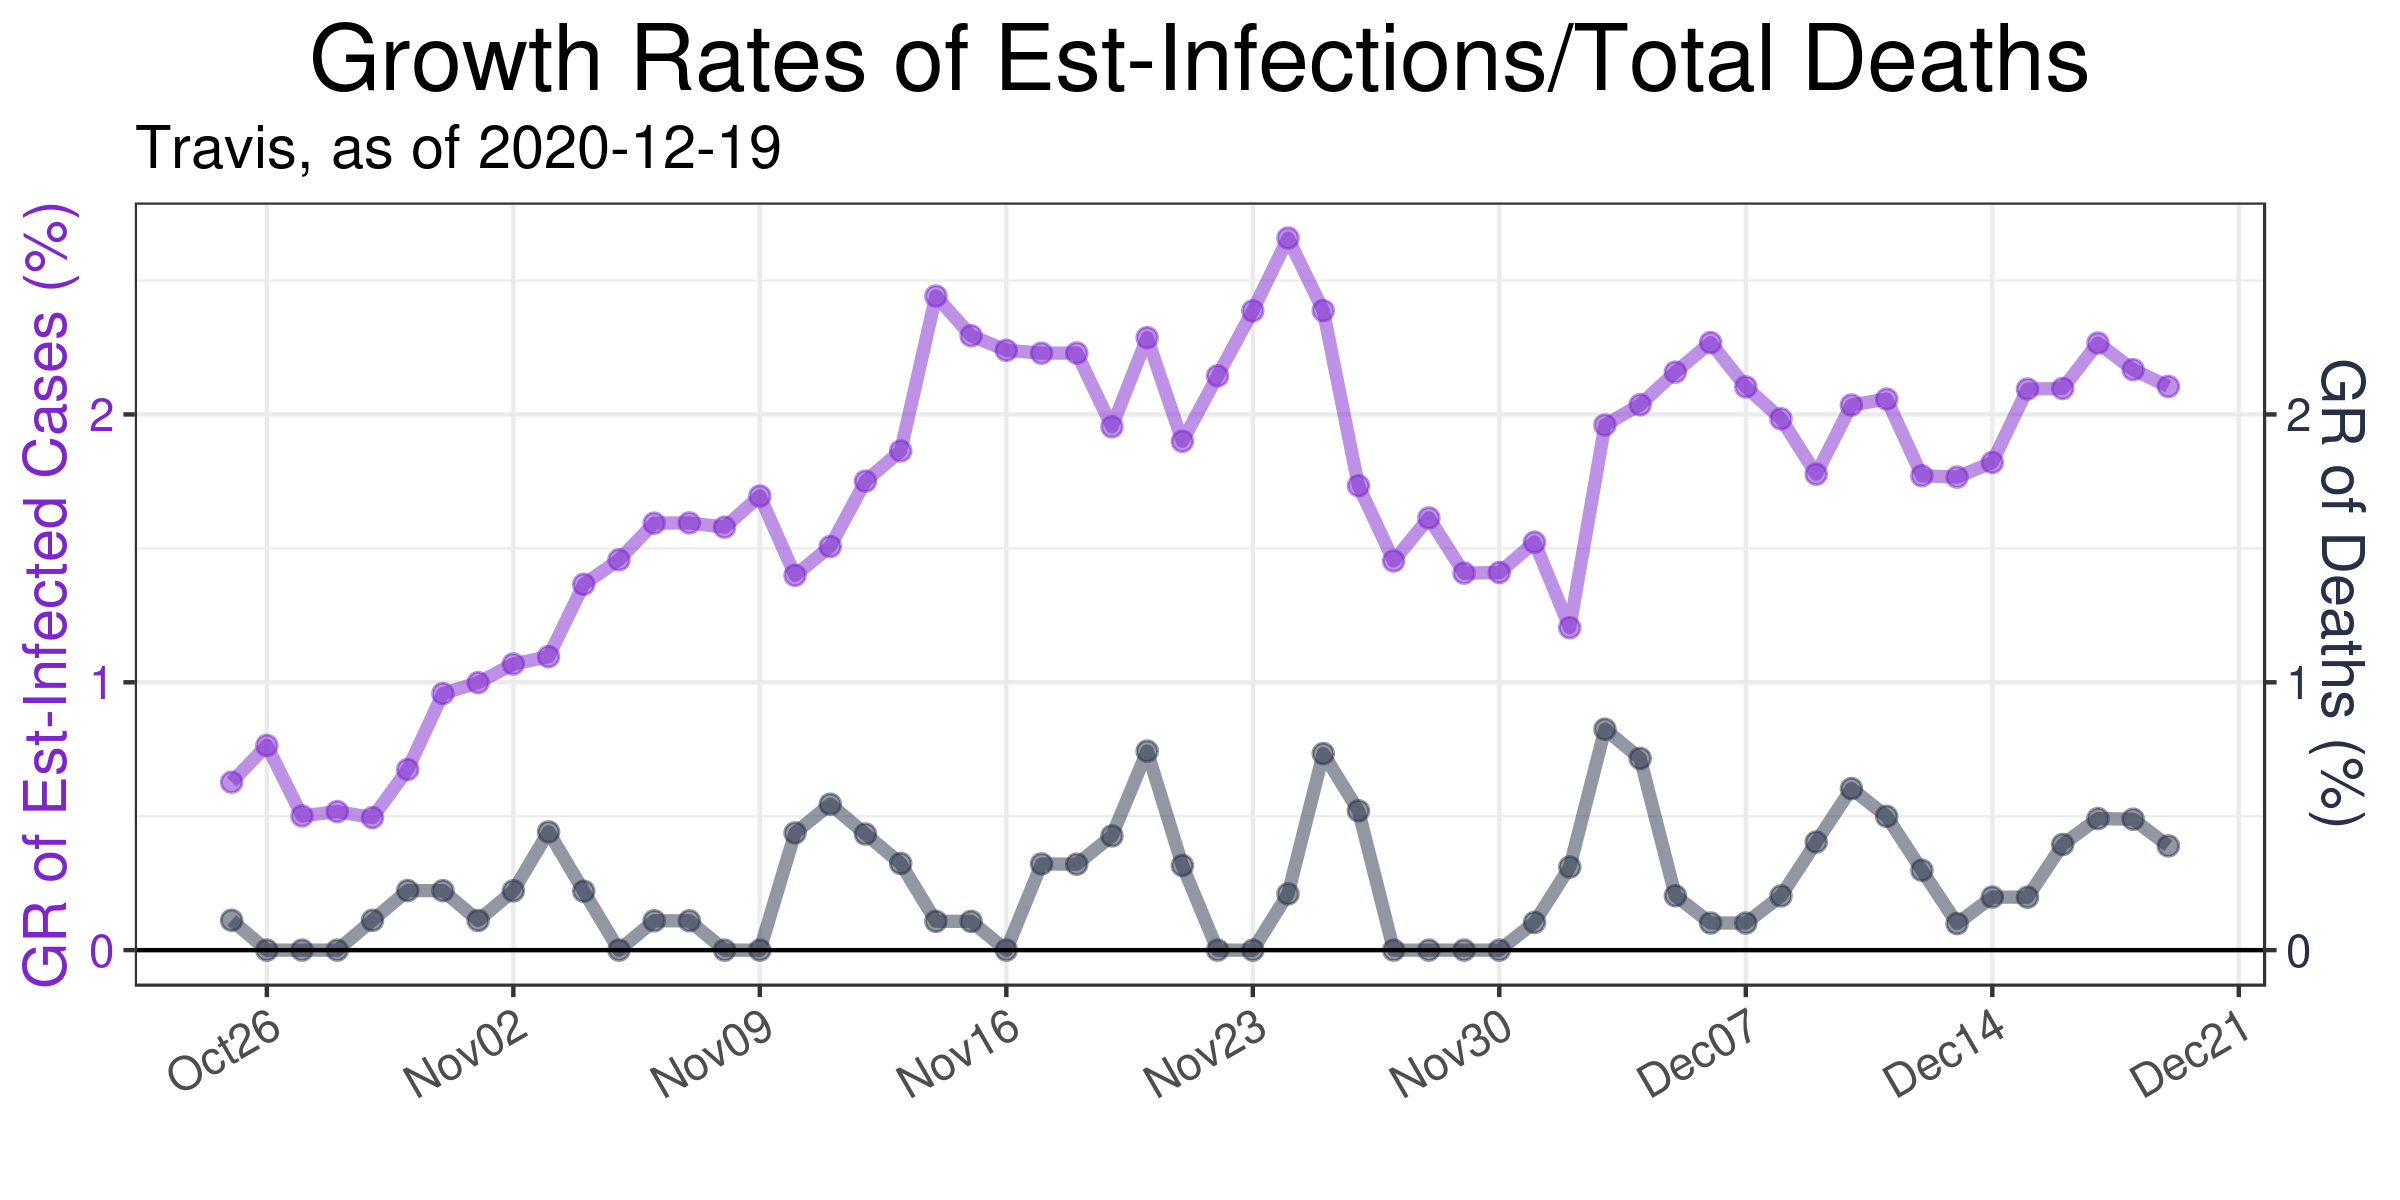 Growth Rates of Est-Infections/Total Deaths
Travis, as of 2020-12-19
GR of Est-Infected Cases (%)
2
1
0
2
1
0
GR of Deaths (%)
Oct26
Nov02
Nov09
Nov16
Nov23
Nov30
Dec07
Dec14
Dec21